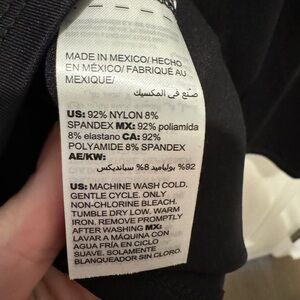 MADE IN MEXICO/ HECHO
EN MÉXICO/ FABRIQUÉ AU
MEXIQUE/
صنع في المكسيك
US: 92% NYLON 8%
SPANDEX MX: 92% poliamida
8% elastano CA: 92%
POLYAMIDE 8% SPANDEX
AE/KW:
92% بولياميد 8% سبانديكس
US: MACHINE WASH COLD.
GENTLE CYCLE. ONLY
NON-CHLORINE BLEACH.
TUMBLE DRY LOW. WARM
IRON. REMOVE PROMPTLY
AFTER WASHING MX:
LAVAR A MÁQUINA CON
AGUA FRÍA EN CICLO
SUAVE. SOLAMENTE
BLANQUEADOR SIN CLORO.